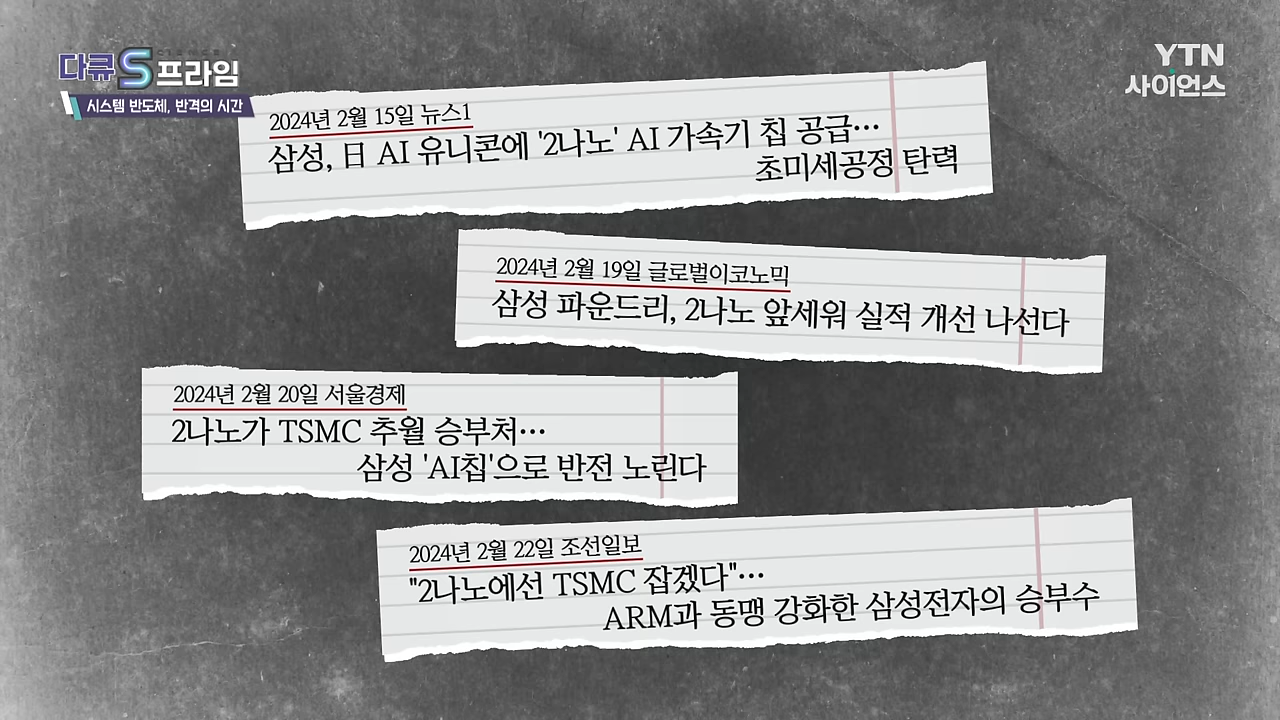 다큐S프라임
시스템 반도체, 반격의 시간
YTN
사이언스
2024년 2월 15일 뉴스1
삼성, 日 AI 유니콘에 '2나노' AI 가속기 칩 공급…
초미세공정 탄력
2024년 2월 19일 글로벌이코노믹
삼성 파운드리, 2나노 앞세워 실적 개선 나선다
2024년 2월 20일 서울경제
2나노가 TSMC 추월 승부처…
삼성 'AI칩'으로 반전 노린다
2024년 2월 22일 조선일보
"2나노에선 TSMC 잡겠다"…
ARM과 동맹 강화한 삼성전자의 승부수